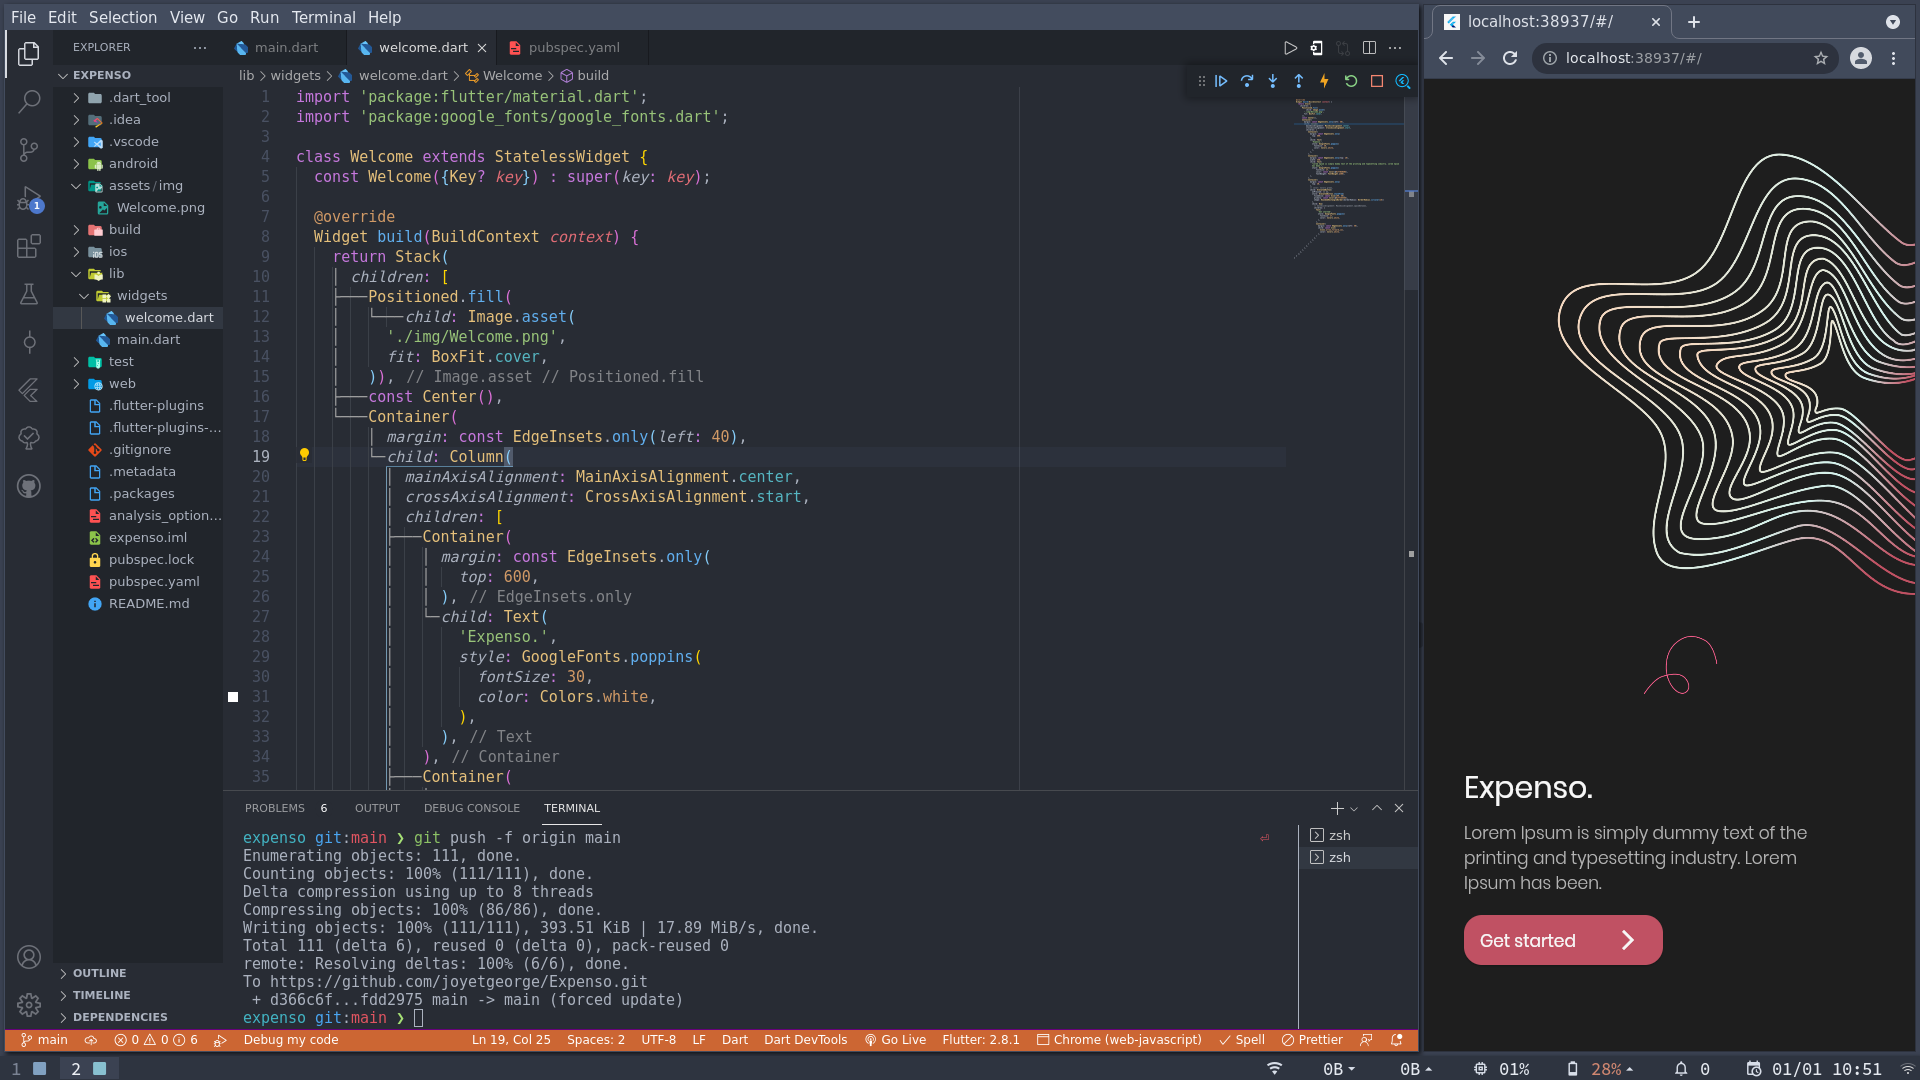 File Edit Selection View Go Run Terminal Help
EXPLORER
EXPENSO
.dart_tool
.idea
.vscode
android
assets/img
Welcome.png
build
ios
lib
widgets
welcome.dart
main.dart
test
web
.flutter-plugins
.flutter-plugins-...
.gitignore
.metadata
.packages
analysis_option...
expenso.iml
pubspec.lock
pubspec.yaml
README.md
OUTLINE
TIMELINE
DEPENDENCIES
1
main.dart welcome.dart pubspec.yaml
lib > widgets > welcome.dart > Welcome > build
1 import 'package:flutter/material.dart';
2 import 'package:google_fonts/google_fonts.dart';
3
4 class Welcome extends StatelessWidget {
5 const Welcome({Key? key}) : super(key: key);
6
7 @override
8 Widget build(BuildContext context) {
9 return Stack(
10 children: [
11 Positioned.fill(
12 child: Image.asset(
13 './img/Welcome.png',
14 fit: BoxFit.cover,
15 )), // Image.asset // Positioned.fill
16 const Center(),
17 Container(
18 margin: const EdgeInsets.only(left: 40),
19 child: Column(
20 mainAxisAlignment: MainAxisAlignment.center,
21 crossAxisAlignment: CrossAxisAlignment.start,
22 children: [
23 Container(
24 margin: const EdgeInsets.only(
25 top: 600,
26 ), // EdgeInsets.only
27 child: Text(
28 'Expenso.',
29 style: GoogleFonts.poppins(
30 fontSize: 30,
31 color: Colors.white,
32 ),
33 ), // Text
34 ), // Container
35 Container(
PROBLEMS 6 OUTPUT DEBUG CONSOLE TERMINAL
expenso git:main ❯ git push -f origin main
Enumerating objects: 111, done.
Counting objects: 100% (111/111), done.
Delta compression using up to 8 threads
Compressing objects: 100% (86/86), done.
Writing objects: 100% (111/111), 393.51 KiB | 17.89 MiB/s, done.
Total 111 (delta 6), reused 0 (delta 0), pack-reused 0
remote: Resolving deltas: 100% (6/6), done.
To https://github.com/joyetgeorge/Expenso.git
+ d366c6f...fdd2975 main -> main (forced update)
expenso git:main ❯
zsh
zsh
main 0 0 6 Debug my code Ln 19, Col 25 Spaces: 2 UTF-8 LF Dart Dart DevTools Go Live Flutter: 2.8.1 Chrome (web-javascript) Spell Prettier
localhost:38937/#/
localhost:38937/#/
Expenso.
Lorem Ipsum is simply dummy text of the
printing and typesetting industry. Lorem
Ipsum has been.
Get started
1 2 0B 0B 01% 28% 0 01/01 10:51